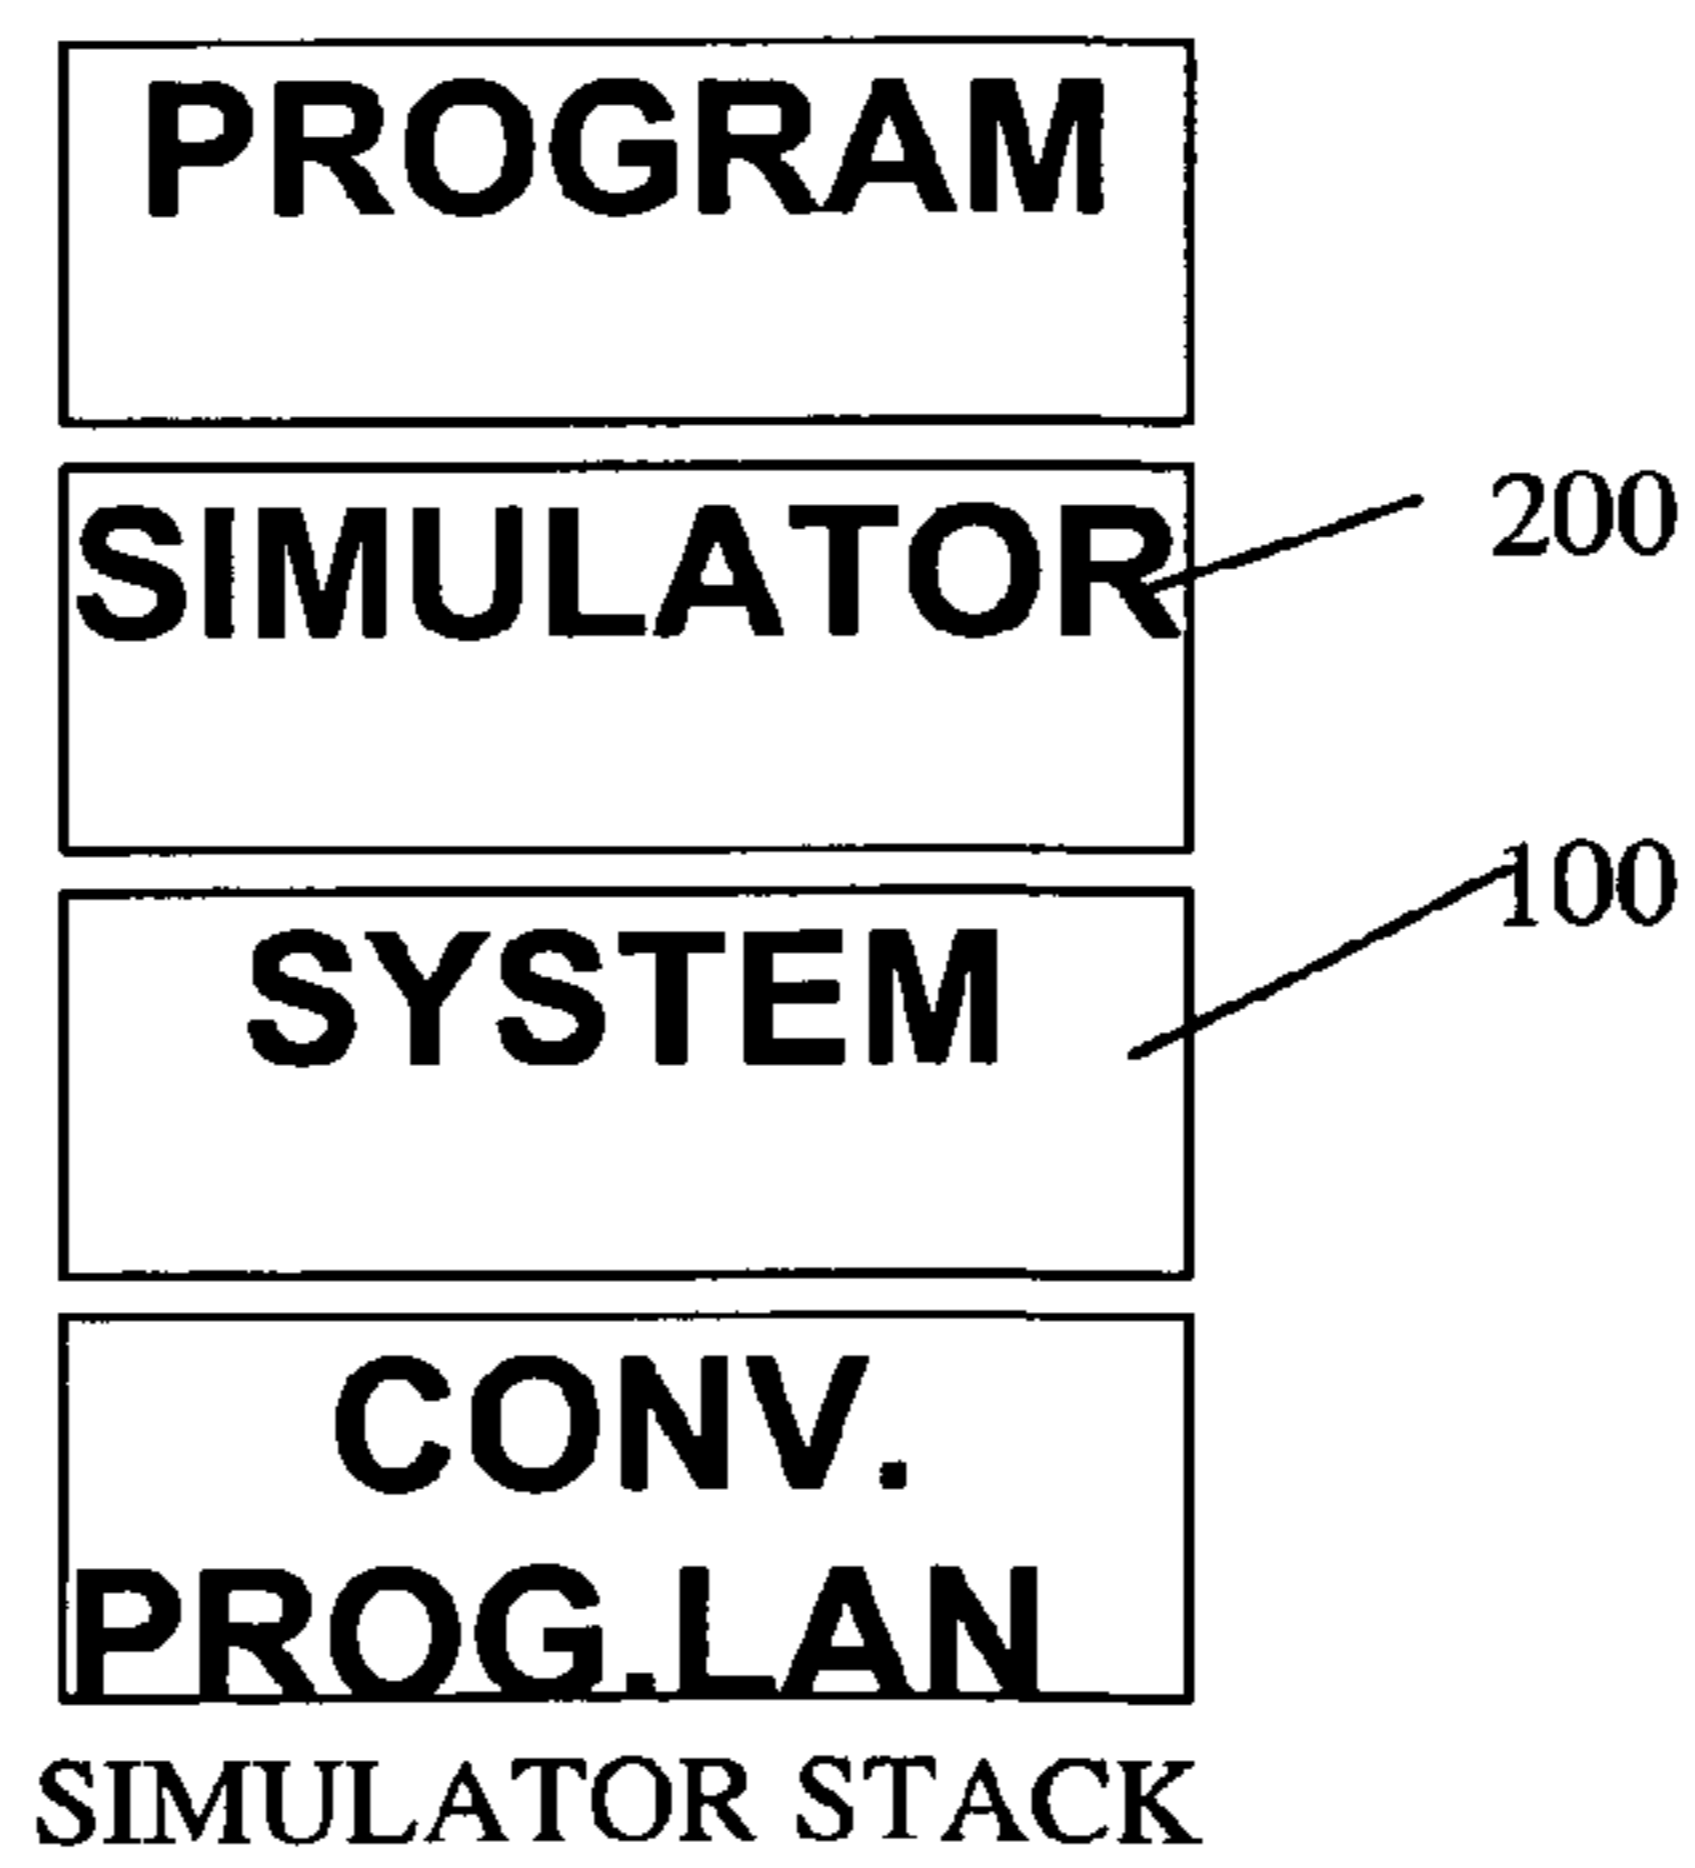 PROGRAM
SIMULATOR
200
100
SYSTEM
CONV.
PROG.LAN
SIMULATOR STACK